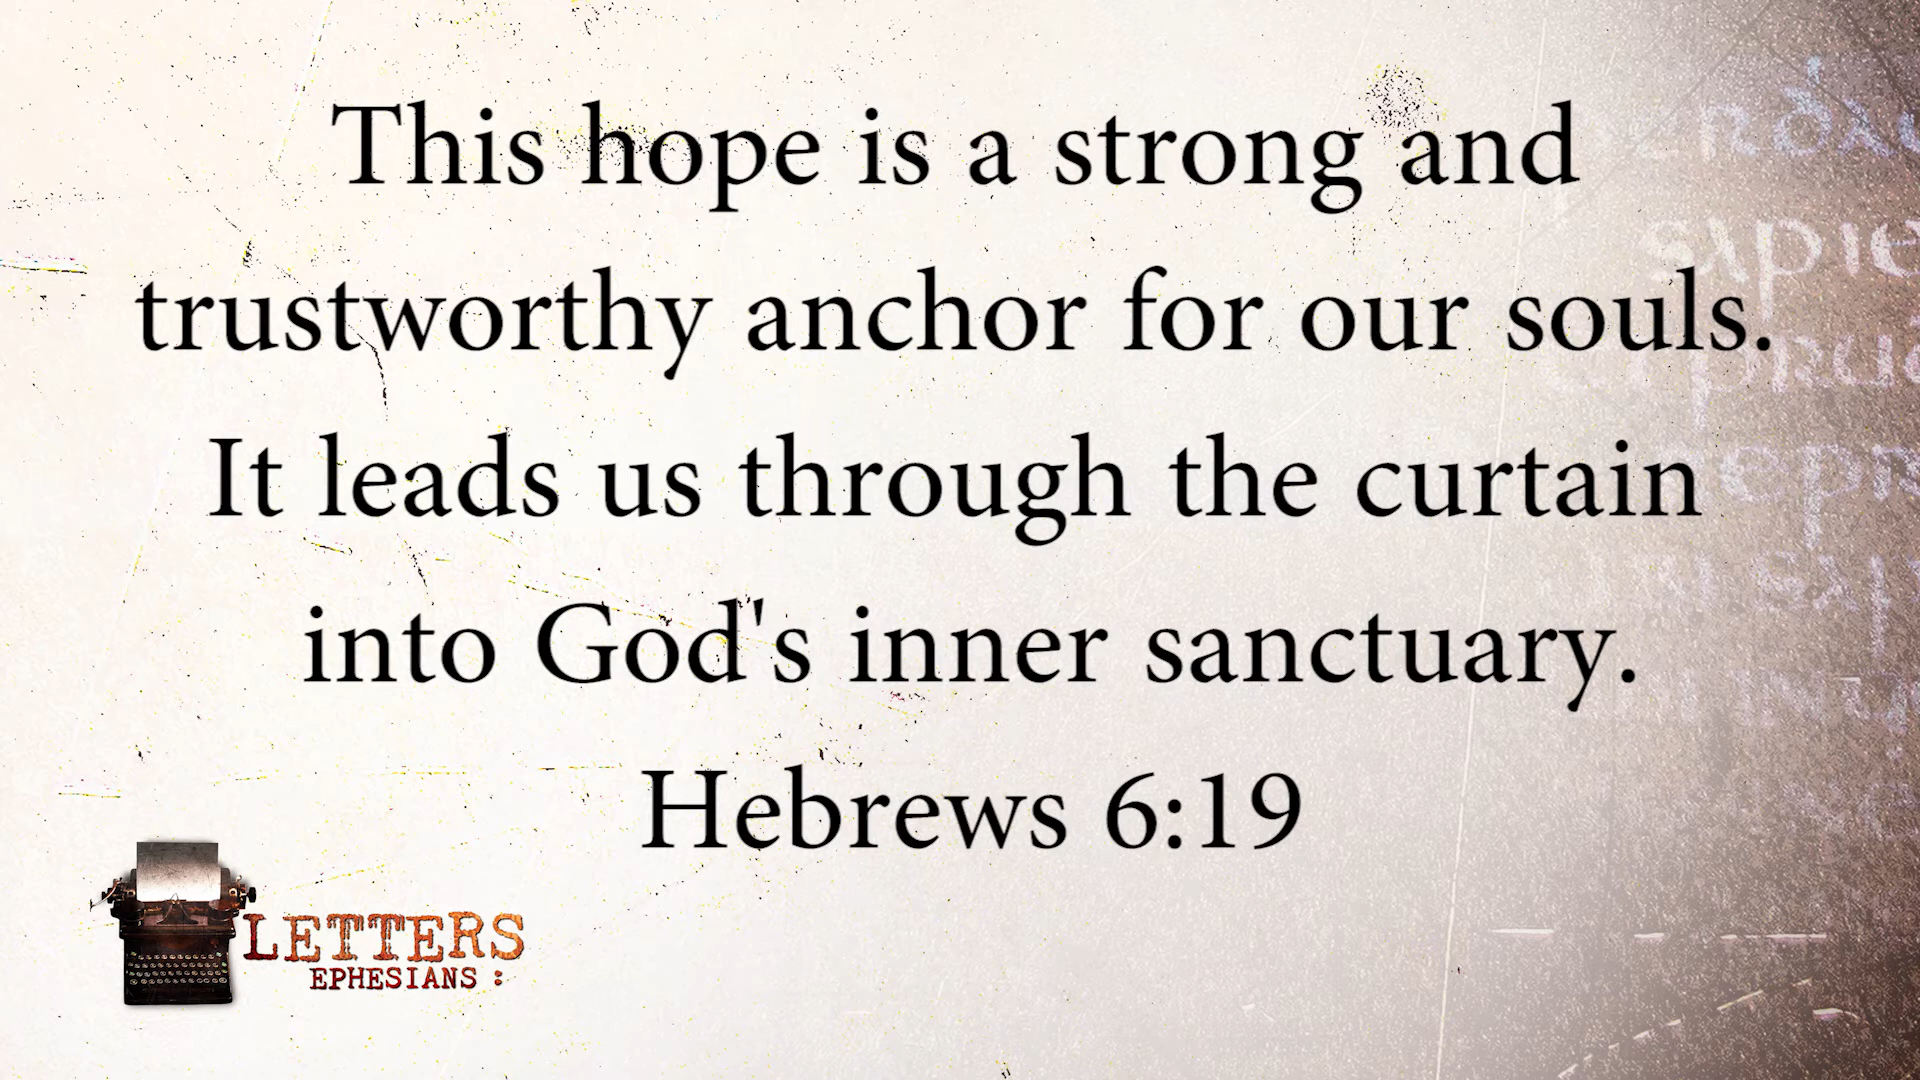 This hope is a strong and
trustworthy anchor for our souls.
It leads us through the curtain
into God's inner sanctuary.
Hebrews 6:19
LETTERS
EPHESIANS :